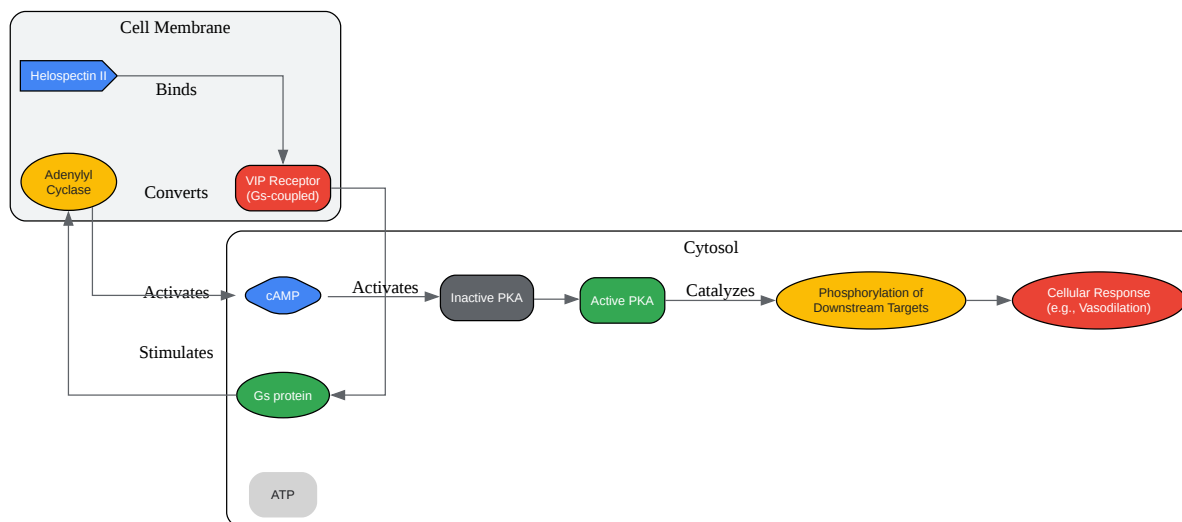 Cell Membrane
Helospectin II
Binds
Adenylyl
Cyclase
Converts
VIP Receptor
(Gs-coupled)
Cytosol
Activates
cAMP
Activates
Inactive PKA
Active PKA
Catalyzes
Phosphorylation of
Downstream Targets
Cellular Response
(e.g., Vasodilation)
Stimulates
Gs protein
ATP